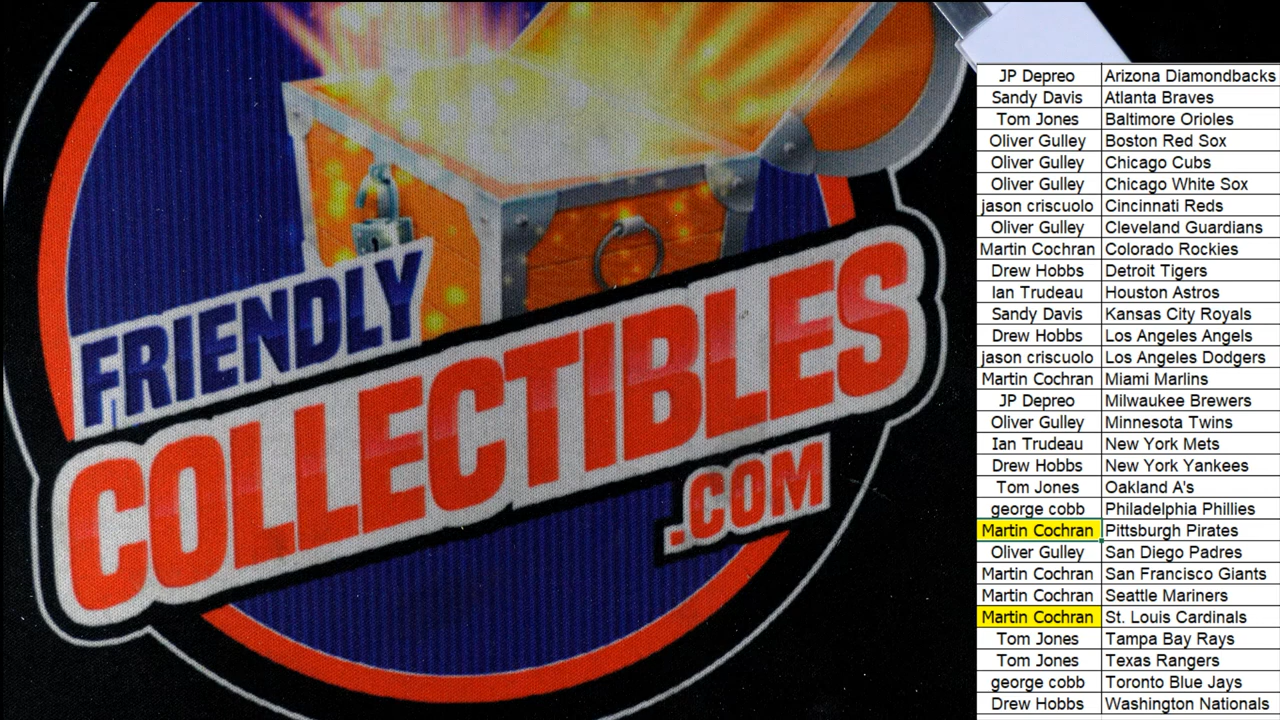 FRIENDLY
COLLECTIBLES
.COM
JP Depreo Arizona Diamondbacks
Sandy Davis Atlanta Braves
Tom Jones Baltimore Orioles
Oliver Gulley Boston Red Sox
Oliver Gulley Chicago Cubs
Oliver Gulley Chicago White Sox
jason criscuolo Cincinnati Reds
Oliver Gulley Cleveland Guardians
Martin Cochran Colorado Rockies
Drew Hobbs Detroit Tigers
Ian Trudeau Houston Astros
Sandy Davis Kansas City Royals
Drew Hobbs Los Angeles Angels
jason criscuolo Los Angeles Dodgers
Martin Cochran Miami Marlins
JP Depreo Milwaukee Brewers
Oliver Gulley Minnesota Twins
Ian Trudeau New York Mets
Drew Hobbs New York Yankees
Tom Jones Oakland A's
george cobb Philadelphia Phillies
Martin Cochran Pittsburgh Pirates
Oliver Gulley San Diego Padres
Martin Cochran San Francisco Giants
Martin Cochran Seattle Mariners
Martin Cochran St. Louis Cardinals
Tom Jones Tampa Bay Rays
Tom Jones Texas Rangers
george cobb Toronto Blue Jays
Drew Hobbs Washington Nationals